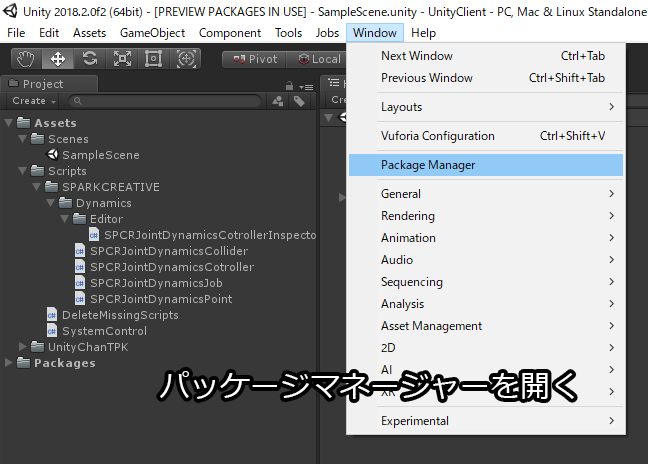 Unity 2018.2.0f2 (64bit) - [PREVIEW PACKAGES IN USE] - SampleScene.unity - UnityClient - PC, Mac & Linux Standalone
File Edit Assets GameObject Component Tools Jobs Window Help
Pivot Local
Project
Create
Assets
Scenes
SampleScene
Scripts
SPARKCREATIVE
Dynamics
Editor
SPCRJointDynamicsCotrollerInspecto
SPCRJointDynamicsCollider
SPCRJointDynamicsCotroller
SPCRJointDynamicsJob
SPCRJointDynamicsPoint
DeleteMissingScripts
SystemControl
UnityChanTPK
Packages
Next Window Ctrl+Tab
Previous Window Ctrl+Shift+Tab
Layouts
Vuforia Configuration Ctrl+Shift+V
Package Manager
General
Rendering
Animation
Audio
Sequencing
Analysis
Asset Management
2D
AI
XR
Experimental
パッケージマネージャーを開く